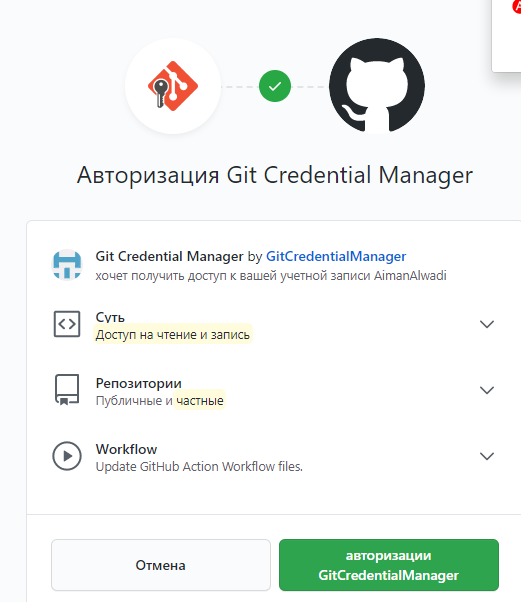 Авторизация Git Credential Manager
Git Credential Manager by GitCredentialManager
хочет получить доступ к вашей учетной записи AimanAlwadi
Суть
Доступ на чтение и запись
Репозитории
Публичные и частные
Workflow
Update GitHub Action Workflow files.
Отмена
авторизации
GitCredentialManager